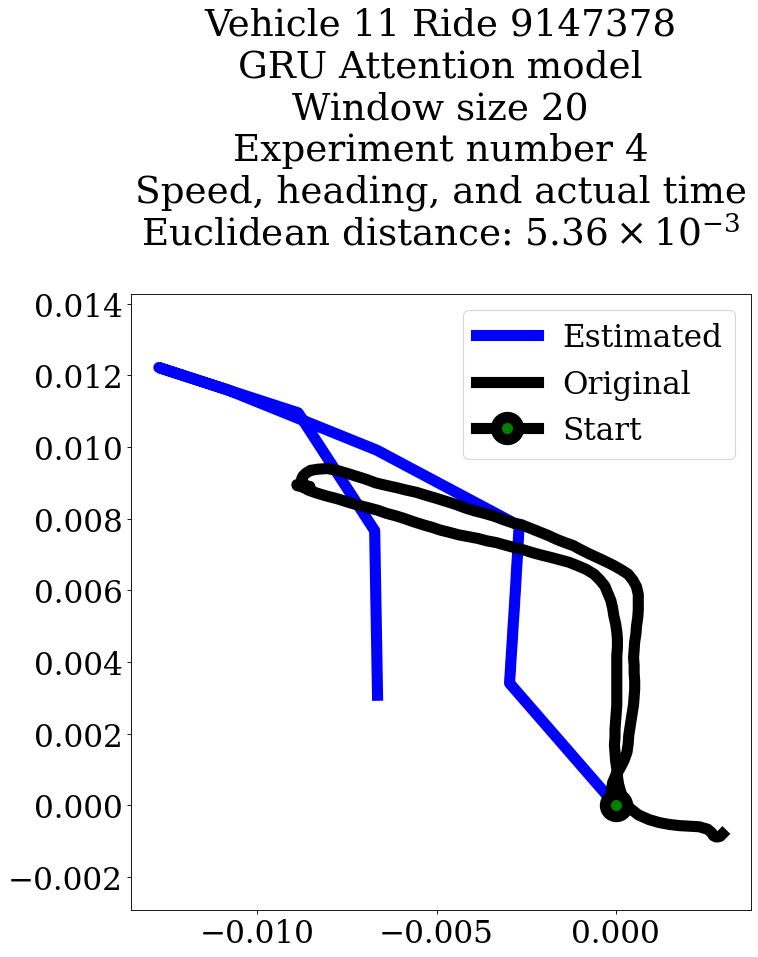 Vehicle 11 Ride 9147378
GRU Attention model
Window size 20
Experiment number 4
Speed, heading, and actual time
Euclidean distance: 5.36 × 10⁻³
0.014
0.012
0.010
0.008
0.006
0.004
0.002
0.000
−0.002
Estimated
Original
Start
−0.010
−0.005
0.000